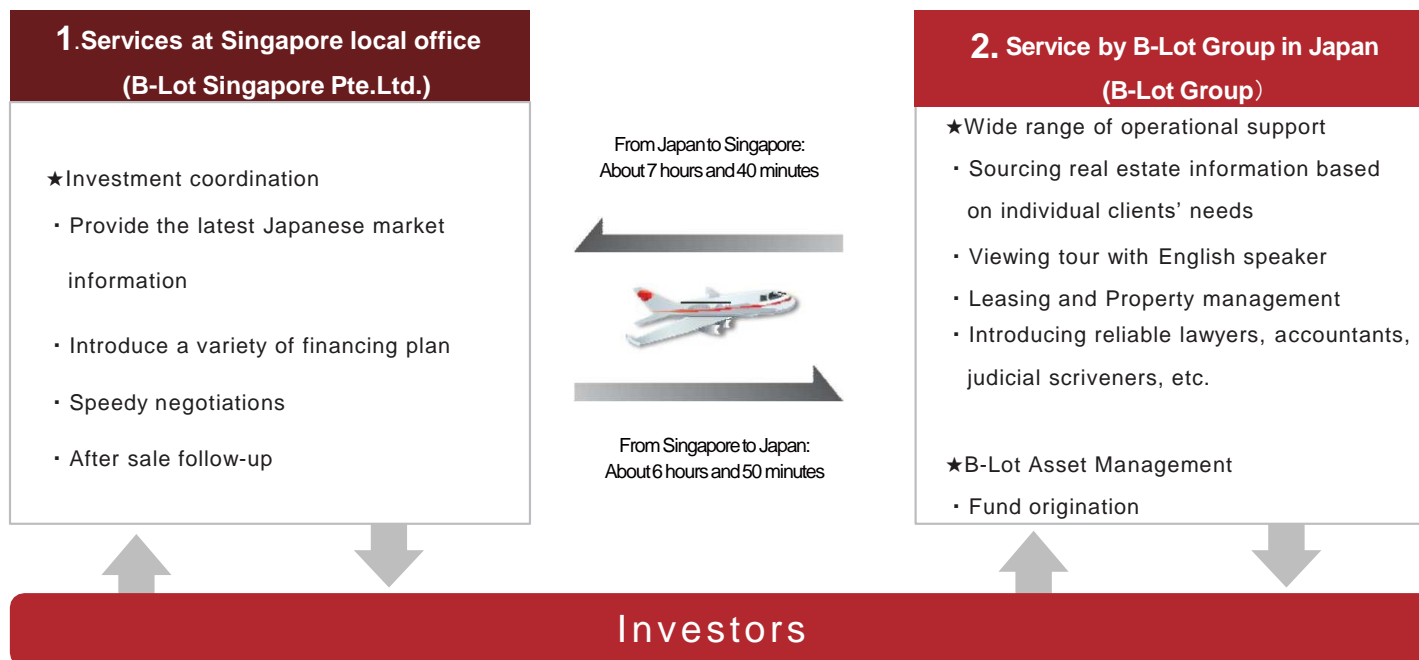 1.Services at Singapore local office
(B-Lot Singapore Pte.Ltd.)
★Investment coordination
・Provide the latest Japanese market
information
・Introduce a variety of financing plan
・Speedy negotiations
・After sale follow-up
From Japan to Singapore:
About 7 hours and 40 minutes
From Singapore to Japan:
About 6 hours and 50 minutes
2. Service by B-Lot Group in Japan
(B-Lot Group）
★Wide range of operational support
・Sourcing real estate information based
on individual clients’ needs
・Viewing tour with English speaker
・Leasing and Property management
・Introducing reliable lawyers, accountants,
judicial scriveners, etc.
★B-Lot Asset Management
・Fund origination
Investors